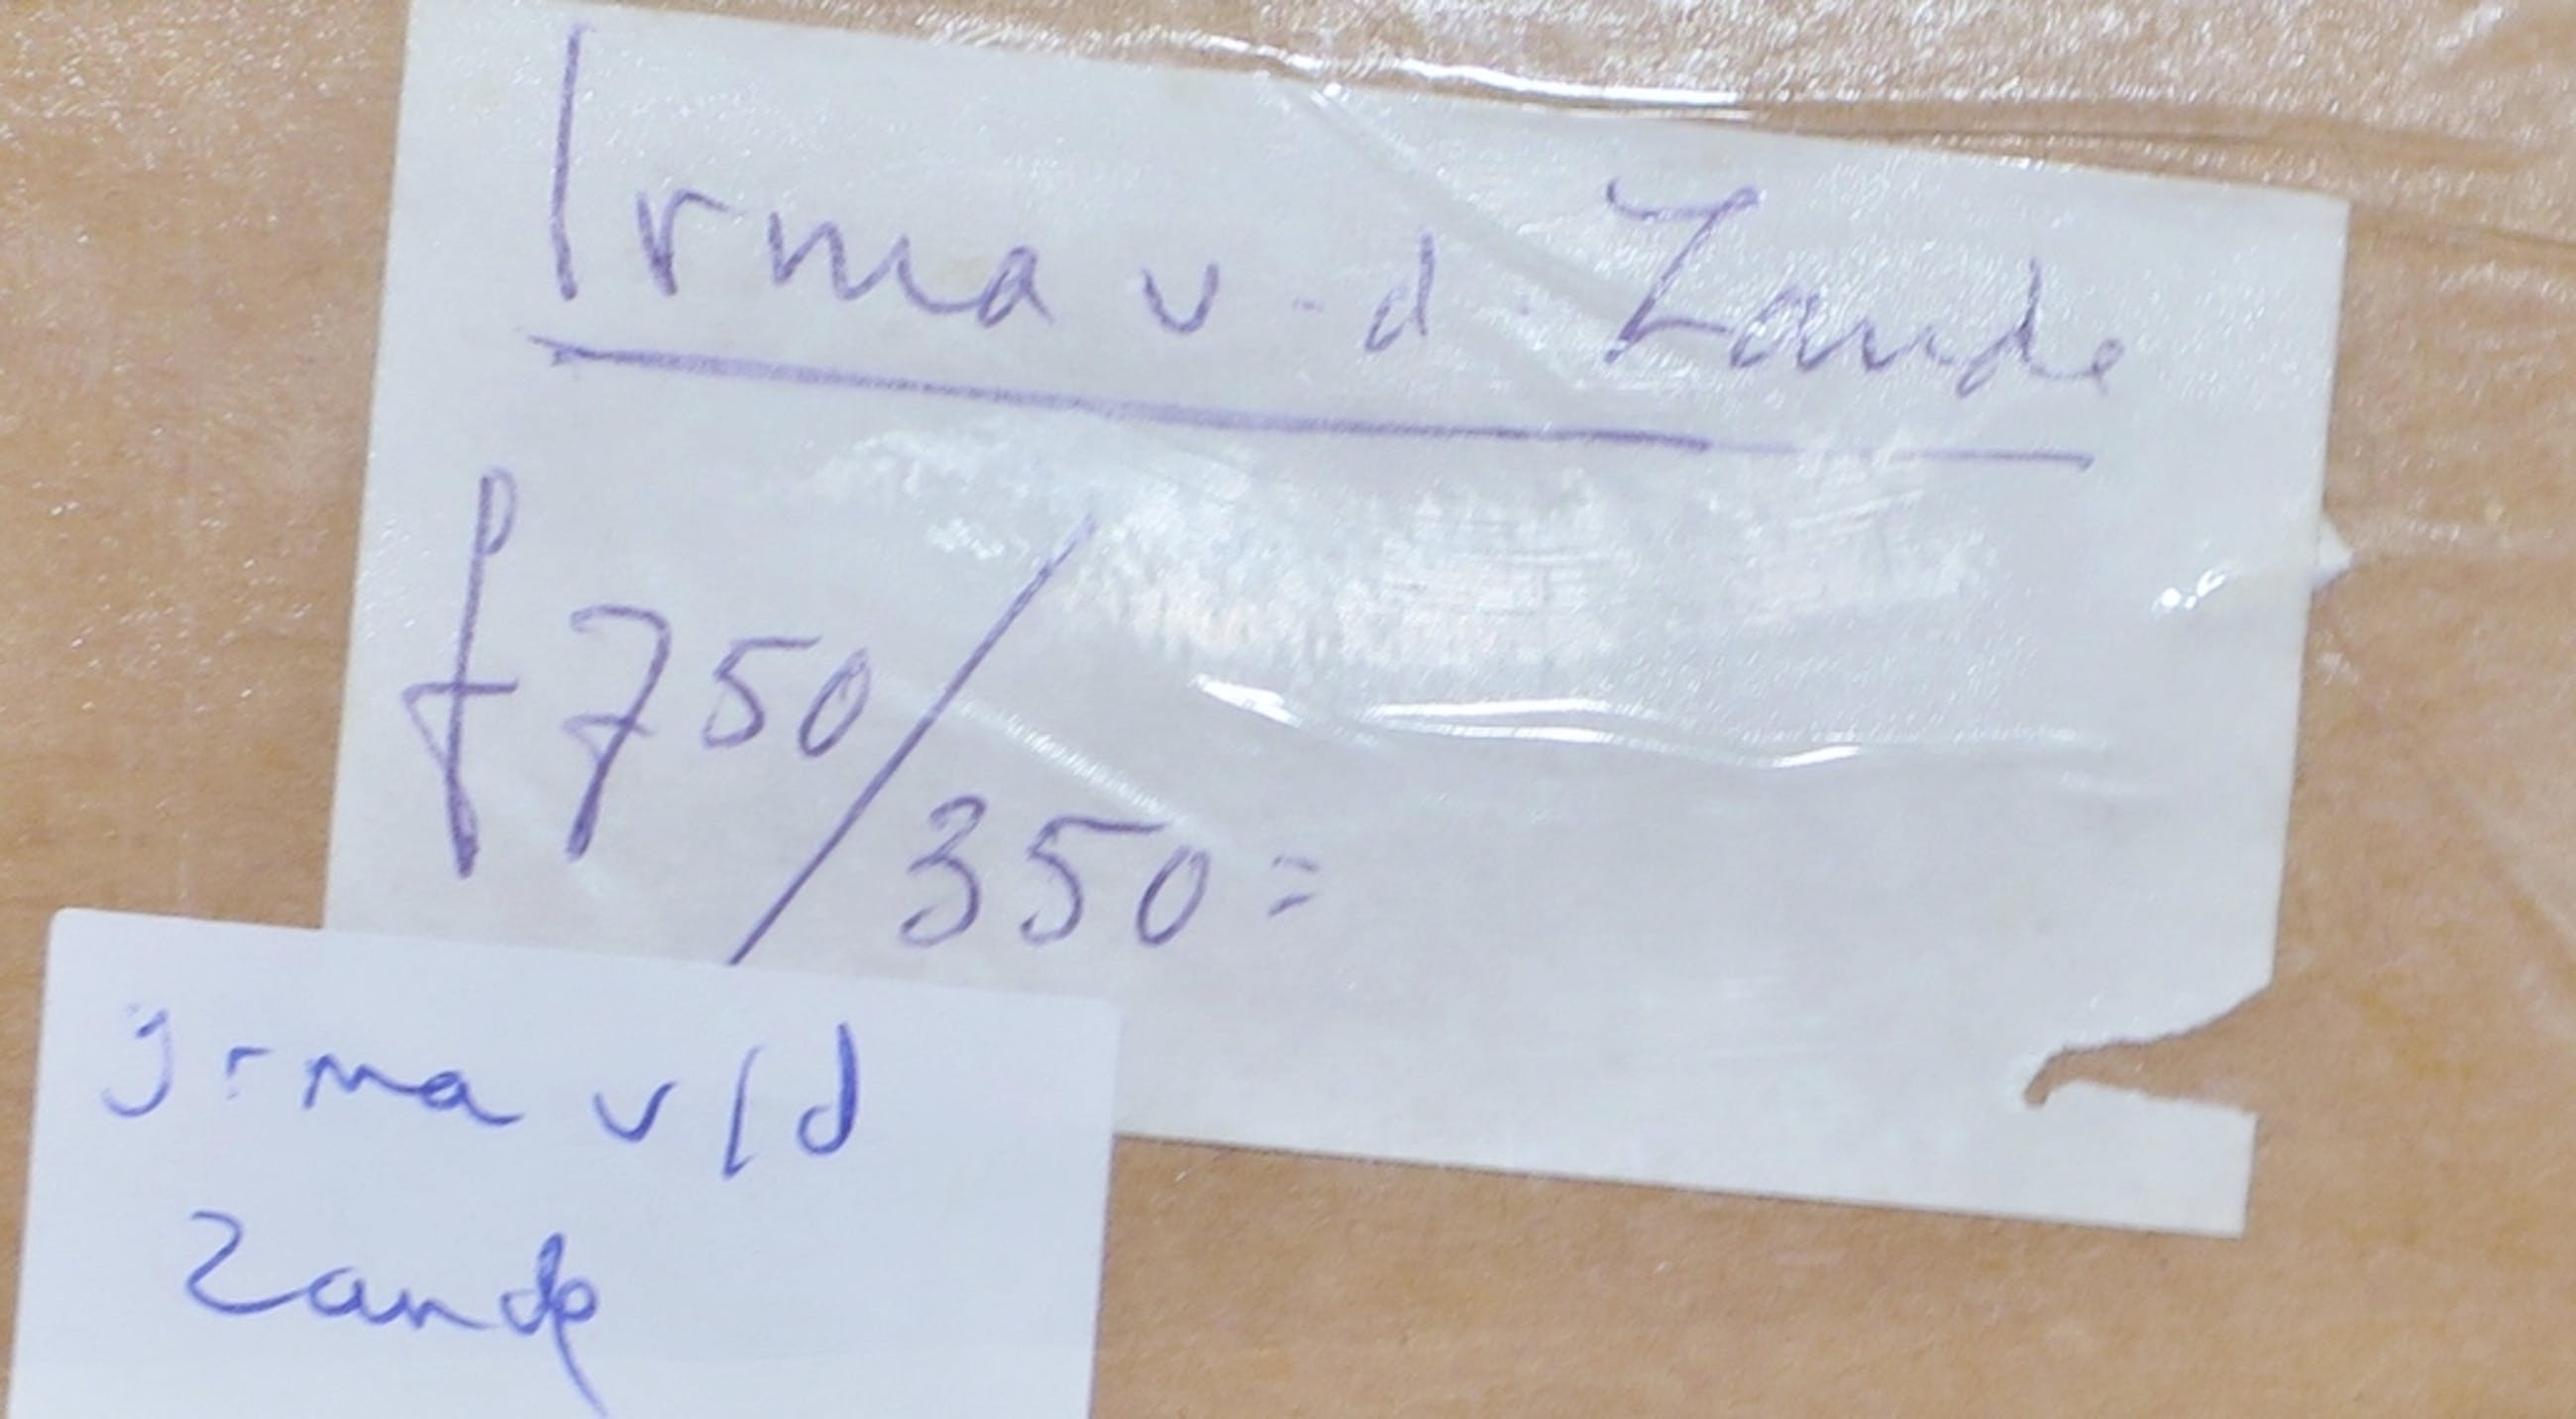 Irma v.d. Zande
f 750/350=
Irma v/d
Zande